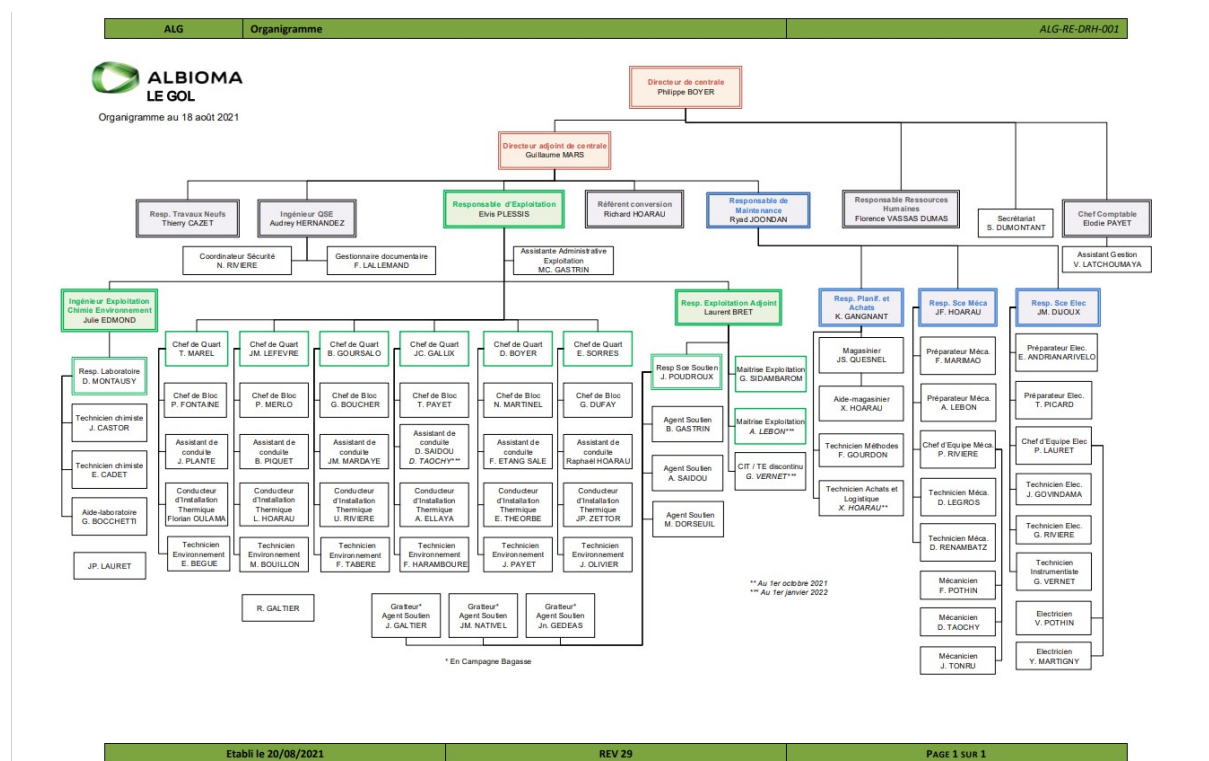 ALG Organigramme ALG-RE-DRH-001
ALBIOMA
LE GOL
Organigramme au 18 août 2021
Directeur de centrale
Philippe BOYER
Directeur adjoint de centrale
Guillaume MARS
Resp. Travaux Neufs
Thierry CAZET
Ingénieur QSE
Audrey HERNANDEZ
Responsable d'Exploitation
Elvis PLESSIS
Référent conversion
Richard HOARAU
Responsable de
Maintenance
Ryad JOONDAN
Responsable Ressources
Humaines
Florence VASSAS DUMAS
Secrétariat
S. DUMONTANT
Chef Comptable
Elodie PAYET
Coordinateur Sécurité
N. RIVIERE
Gestionnaire documentaire
F. LALLEMAND
Assistante Administrative
Exploitation
MC. GASTRIN
Assistant Gestion
V. LATCHOUMAYA
Ingénieur Exploitation
Chimie Environnement
Julie EDMOND
Resp. Exploitation Adjoint
Laurent BRET
Resp. Planif. et
Achats
K. GANGNANT
Resp. Sce Méca
JF. HOARAU
Resp. Sce Elec
JM. DIJOUX
Resp. Laboratoire
D. MONTAUSY
Technicien chimiste
J. CASTOR
Technicien chimiste
E. CADET
Aide-laboratoire
G. BOCCHETTI
JP. LAURET
Chef de Quart
T. MAREL
Chef de Bloc
P. FONTAINE
Assistant de
conduite
J. PLANTE
Conducteur
d'Installation
Thermique
Florian OULAMA
Technicien
Environnement
E. BEGUE
Chef de Quart
JM. LEFEVRE
Chef de Bloc
P. MERLO
Assistant de
conduite
B. PIQUET
Conducteur
d'Installation
Thermique
L. HOARAU
Technicien
Environnement
M. BOUILLON
R. GALTIER
Chef de Quart
B. GOURSALO
Chef de Bloc
G. BOUCHER
Assistant de
conduite
JM. MARDAYE
Conducteur
d'Installation
Thermique
U. RIVIERE
Technicien
Environnement
F. TABERE
Chef de Quart
JC. GALLIX
Chef de Bloc
T. PAYET
Assistant de
conduite
D. SAIDOU
D. TAOCHY***
Conducteur
d'Installation
Thermique
A. ELLAYA
Technicien
Environnement
F. HARAMBOURE
Chef de Quart
D. BOYER
Chef de Bloc
N. MARTINEL
Assistant de
conduite
F. ETANG SALE
Conducteur
d'Installation
Thermique
E. THEORBE
Technicien
Environnement
J. PAYET
Chef de Quart
E. SORRES
Chef de Bloc
G. DUFAY
Assistant de
conduite
Raphaël HOARAU
Conducteur
d'Installation
Thermique
JP. ZETTOR
Technicien
Environnement
J. OLIVIER
Gratteur*
Agent Soutien
J. GALTIER
Gratteur*
Agent Soutien
JM. NATIVEL
Gratteur*
Agent Soutien
Jn. GEDEAS
* En Campagne Bagasse
Resp Sce Soutien
J. POUDROUX
Agent Soutien
B. GASTRIN
Agent Soutien
A. SAIDOU
Agent Soutien
M. DORSEUIL
Maitrise Exploitation
G. SIDAMBAROM
Maitrise Exploitation
A. LEBON***
CIT / TE discontinu
G. VERNET***
Magasinier
JS. QUESNEL
Aide-magasinier
X. HOARAU
Technicien Méthodes
F. GOURDON
Technicien Achats et
Logistique
X. HOARAU**
** Au 1er octobre 2021
*** Au 1er janvier 2022
Préparateur Méca.
F. MARIMAO
Préparateur Méca.
A. LEBON
Chef d'Equipe Méca.
P. RIVIERE
Technicien Méca.
D. LEGROS
Technicien Méca.
D. RENAMBATZ
Mécanicien
F. POTHIN
Mécanicien
D. TAOCHY
Mécanicien
J. TONRU
Préparateur Elec.
E. ANDRIANARIVELO
Préparateur Elec.
T. PICARD
Chef d'Equipe Elec
P. LAURET
Technicien Elec.
J. GOVINDAMA
Technicien Elec.
G. RIVIERE
Technicien
Instrumentiste
G. VERNET
Electricien
V. POTHIN
Electricien
Y. MARTIGNY
Etabli le 20/08/2021 REV 29 PAGE 1 SUR 1